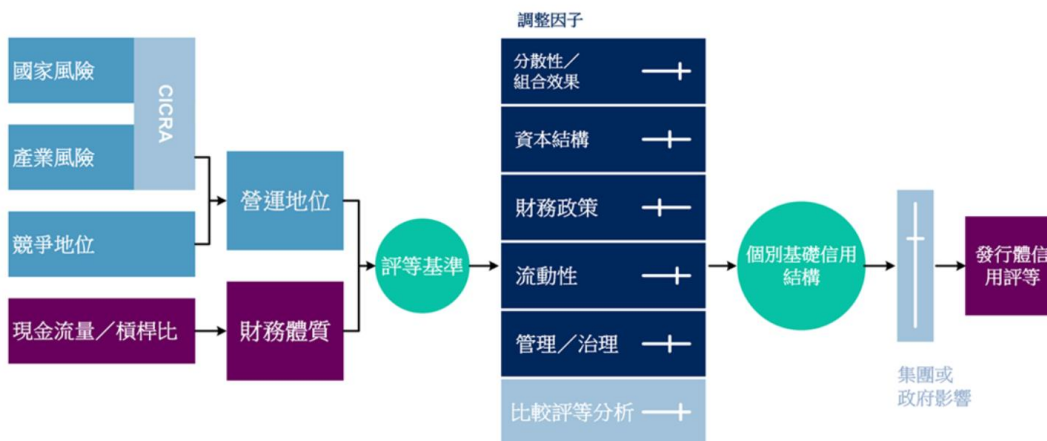 國家風險
CICRA
產業風險
競爭地位
現金流量／槓桿比
營運地位
財務體質
評等基準
調整因子
分散性／
組合效果
資本結構
財務政策
流動性
管理／治理
比較評等分析
個別基礎信用
結構
集團或
政府影響
發行體信
用評等